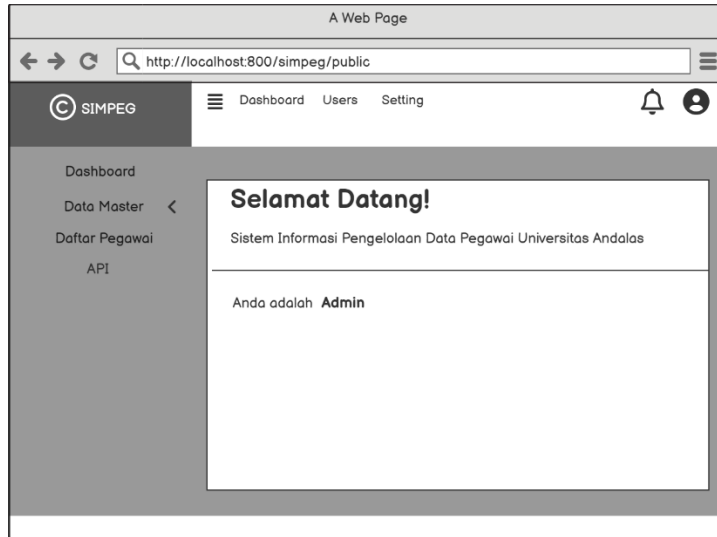 A Web Page
http://localhost:800/simpeg/public
© SIMPEG
Dashboard Users Setting
Dashboard
Data Master
Daftar Pegawai
API
Selamat Datang!
Sistem Informasi Pengelolaan Data Pegawai Universitas Andalas
Anda adalah Admin